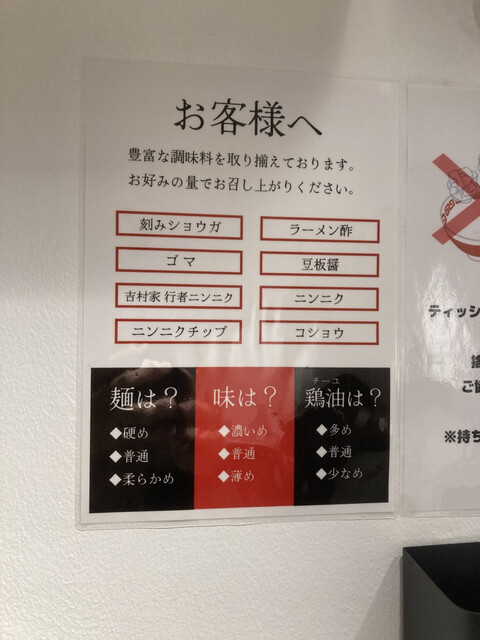 お客様へ
豊富な調味料を取り揃えております。
お好みの量でお召し上がりください。
刻みショウガ
ラーメン酢
ゴマ
豆板醤
吉村家 行者ニンニク
ニンニク
ニンニクチップ
コショウ
麺は？
◆硬め
◆普通
◆柔らかめ
味は？
◆濃いめ
◆普通
◆薄め
チーユ
鶏油は？
◆多め
◆普通
◆少なめ
ティッシ
捨
ご
※持ち